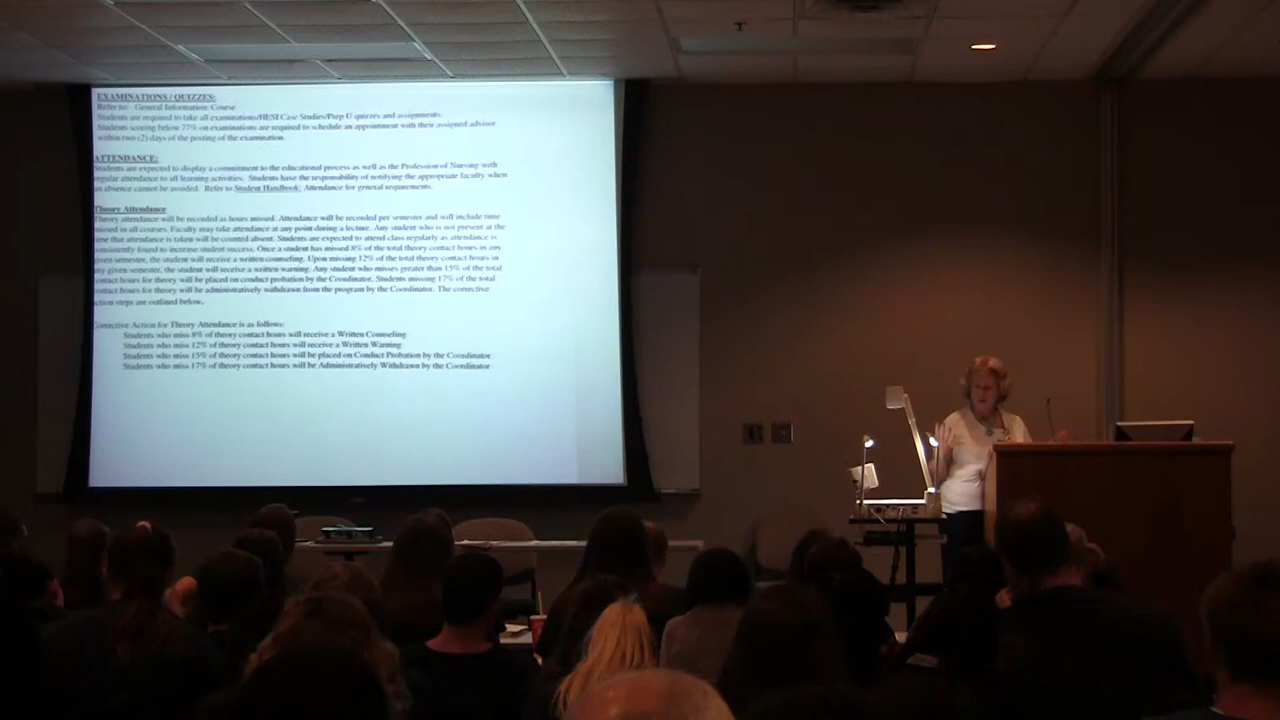 EXAMINATIONS / QUIZZES:
Refer to: General Information: Course
Students are required to take all examinations/HESI Case Studies/Prep U quizzes and assignments.
Students scoring below 77% on examinations are required to schedule an appointment with their assigned advisor
within two (2) days of the posting of the examination.
ATTENDANCE:
Students are expected to display a commitment to the educational process as well as the Profession of Nursing with
regular attendance to all learning activities. Students have the responsibility of notifying the appropriate faculty when
an absence cannot be avoided. Refer to Student Handbook: Attendance for general requirements.
Theory Attendance
Theory attendance will be recorded as hours missed. Attendance will be recorded per semester and will include time
missed in all courses. Faculty may take attendance at any point during a lecture. Any student who is not present at the
time that attendance is taken will be counted absent. Students are expected to attend class regularly as attendance is
consistently found to increase student success. Once a student has missed 8% of the total theory contact hours in any
given semester, the student will receive a written counseling. Upon missing 12% of the total theory contact hours in
any given semester, the student will receive a written warning. Any student who misses greater than 15% of the total
contact hours for theory will be placed on conduct probation by the Coordinator. Students missing 17% of the total
contact hours for theory will be administratively withdrawn from the program by the Coordinator. The corrective
action steps are outlined below.
Corrective Action for Theory Attendance is as follows:
Students who miss 8% of theory contact hours will receive a Written Counseling
Students who miss 12% of theory contact hours will receive a Written Warning
Students who miss 15% of theory contact hours will be placed on Conduct Probation by the Coordinator
Students who miss 17% of theory contact hours will be Administratively Withdrawn by the Coordinator